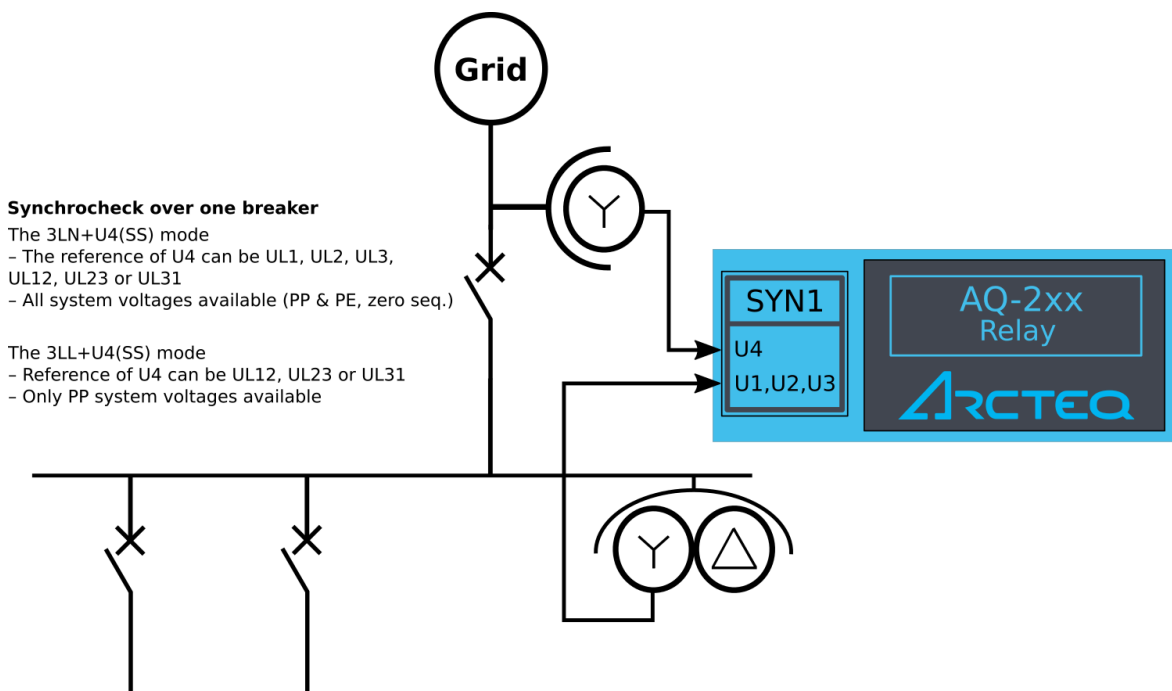 Grid
Synchrocheck over one breaker
The 3LN+U4(SS) mode
– The reference of U4 can be UL1, UL2, UL3,
UL12, UL23 or UL31
– All system voltages available (PP & PE, zero seq.)
The 3LL+U4(SS) mode
– Reference of U4 can be UL12, UL23 or UL31
– Only PP system voltages available
SYN1
U4
U1,U2,U3
AQ-2xx
Relay
ARCTEQ